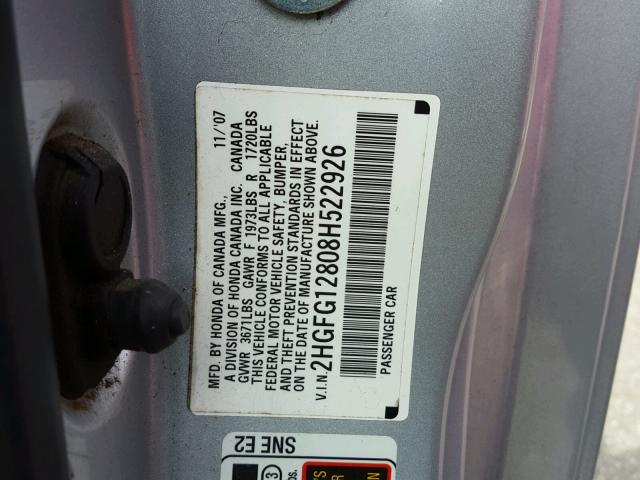 MFD. BY HONDA OF CANADA MFG., 11/'07
A DIVISION OF HONDA CANADA INC. CANADA
GVWR 3671LBS GAWR F 1973LBS R 1720LBS
THIS VEHICLE CONFORMS TO ALL APPLICABLE
FEDERAL MOTOR VEHICLE SAFETY, BUMPER,
AND THEFT PREVENTION STANDARDS IN EFFECT
ON THE DATE OF MANUFACTURE SHOWN ABOVE.
V.I.N. 2HGFG12808H522926
PASSENGER CAR
SNE E2
3